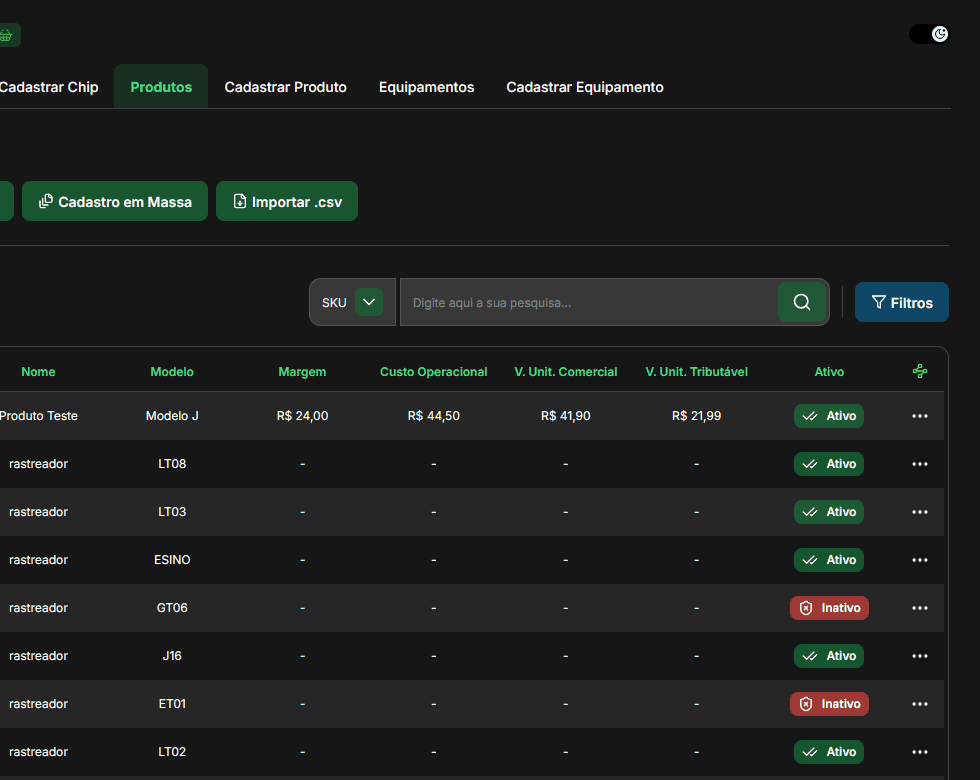 Cadastrar Chip Produtos Cadastrar Produto Equipamentos Cadastrar Equipamento
Cadastro em Massa Importar .csv
SKU Digite aqui a sua pesquisa... Filtros
Nome Modelo Margem Custo Operacional V. Unit. Comercial V. Unit. Tributável Ativo
Produto Teste Modelo J R$ 24,00 R$ 44,50 R$ 41,90 R$ 21,99 Ativo
rastreador LT08 - - - - Ativo
rastreador LT03 - - - - Ativo
rastreador ESINO - - - - Ativo
rastreador GT06 - - - - Inativo
rastreador J16 - - - - Ativo
rastreador ET01 - - - - Inativo
rastreador LT02 - - - - Ativo